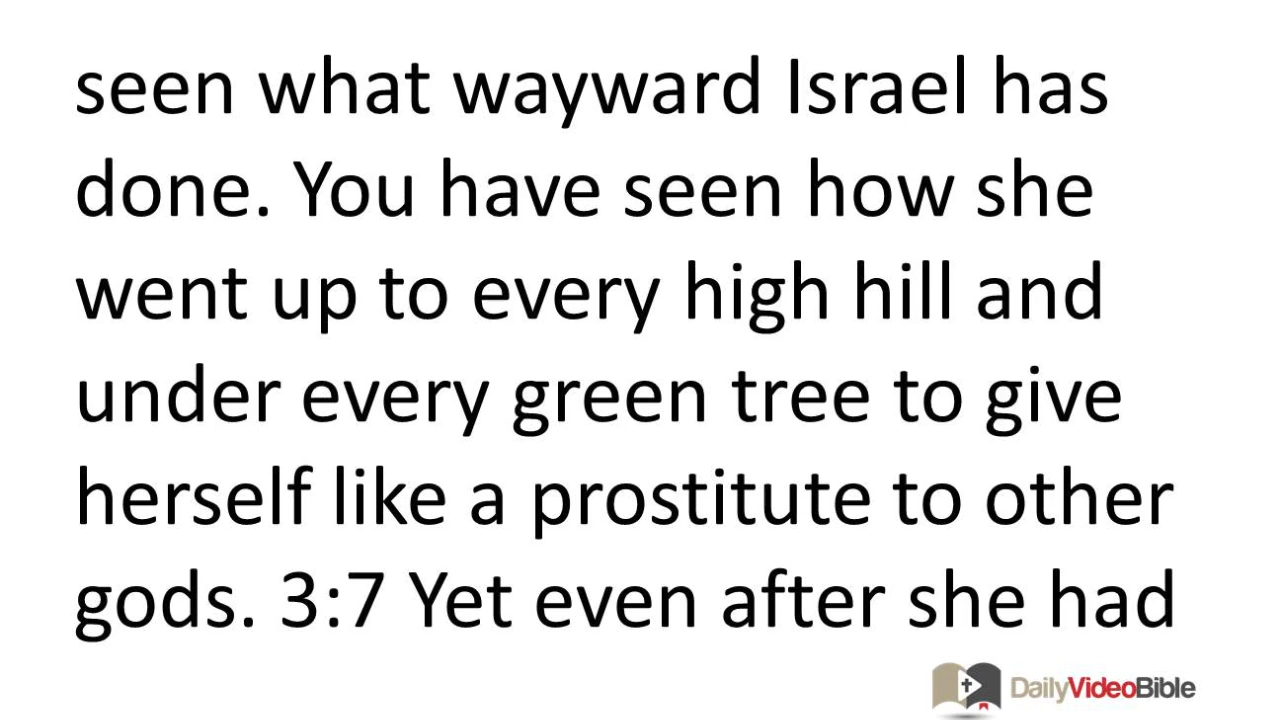 seen what wayward Israel has
done. You have seen how she
went up to every high hill and
under every green tree to give
herself like a prostitute to other
gods. 3:7 Yet even after she had
DailyVideoBible